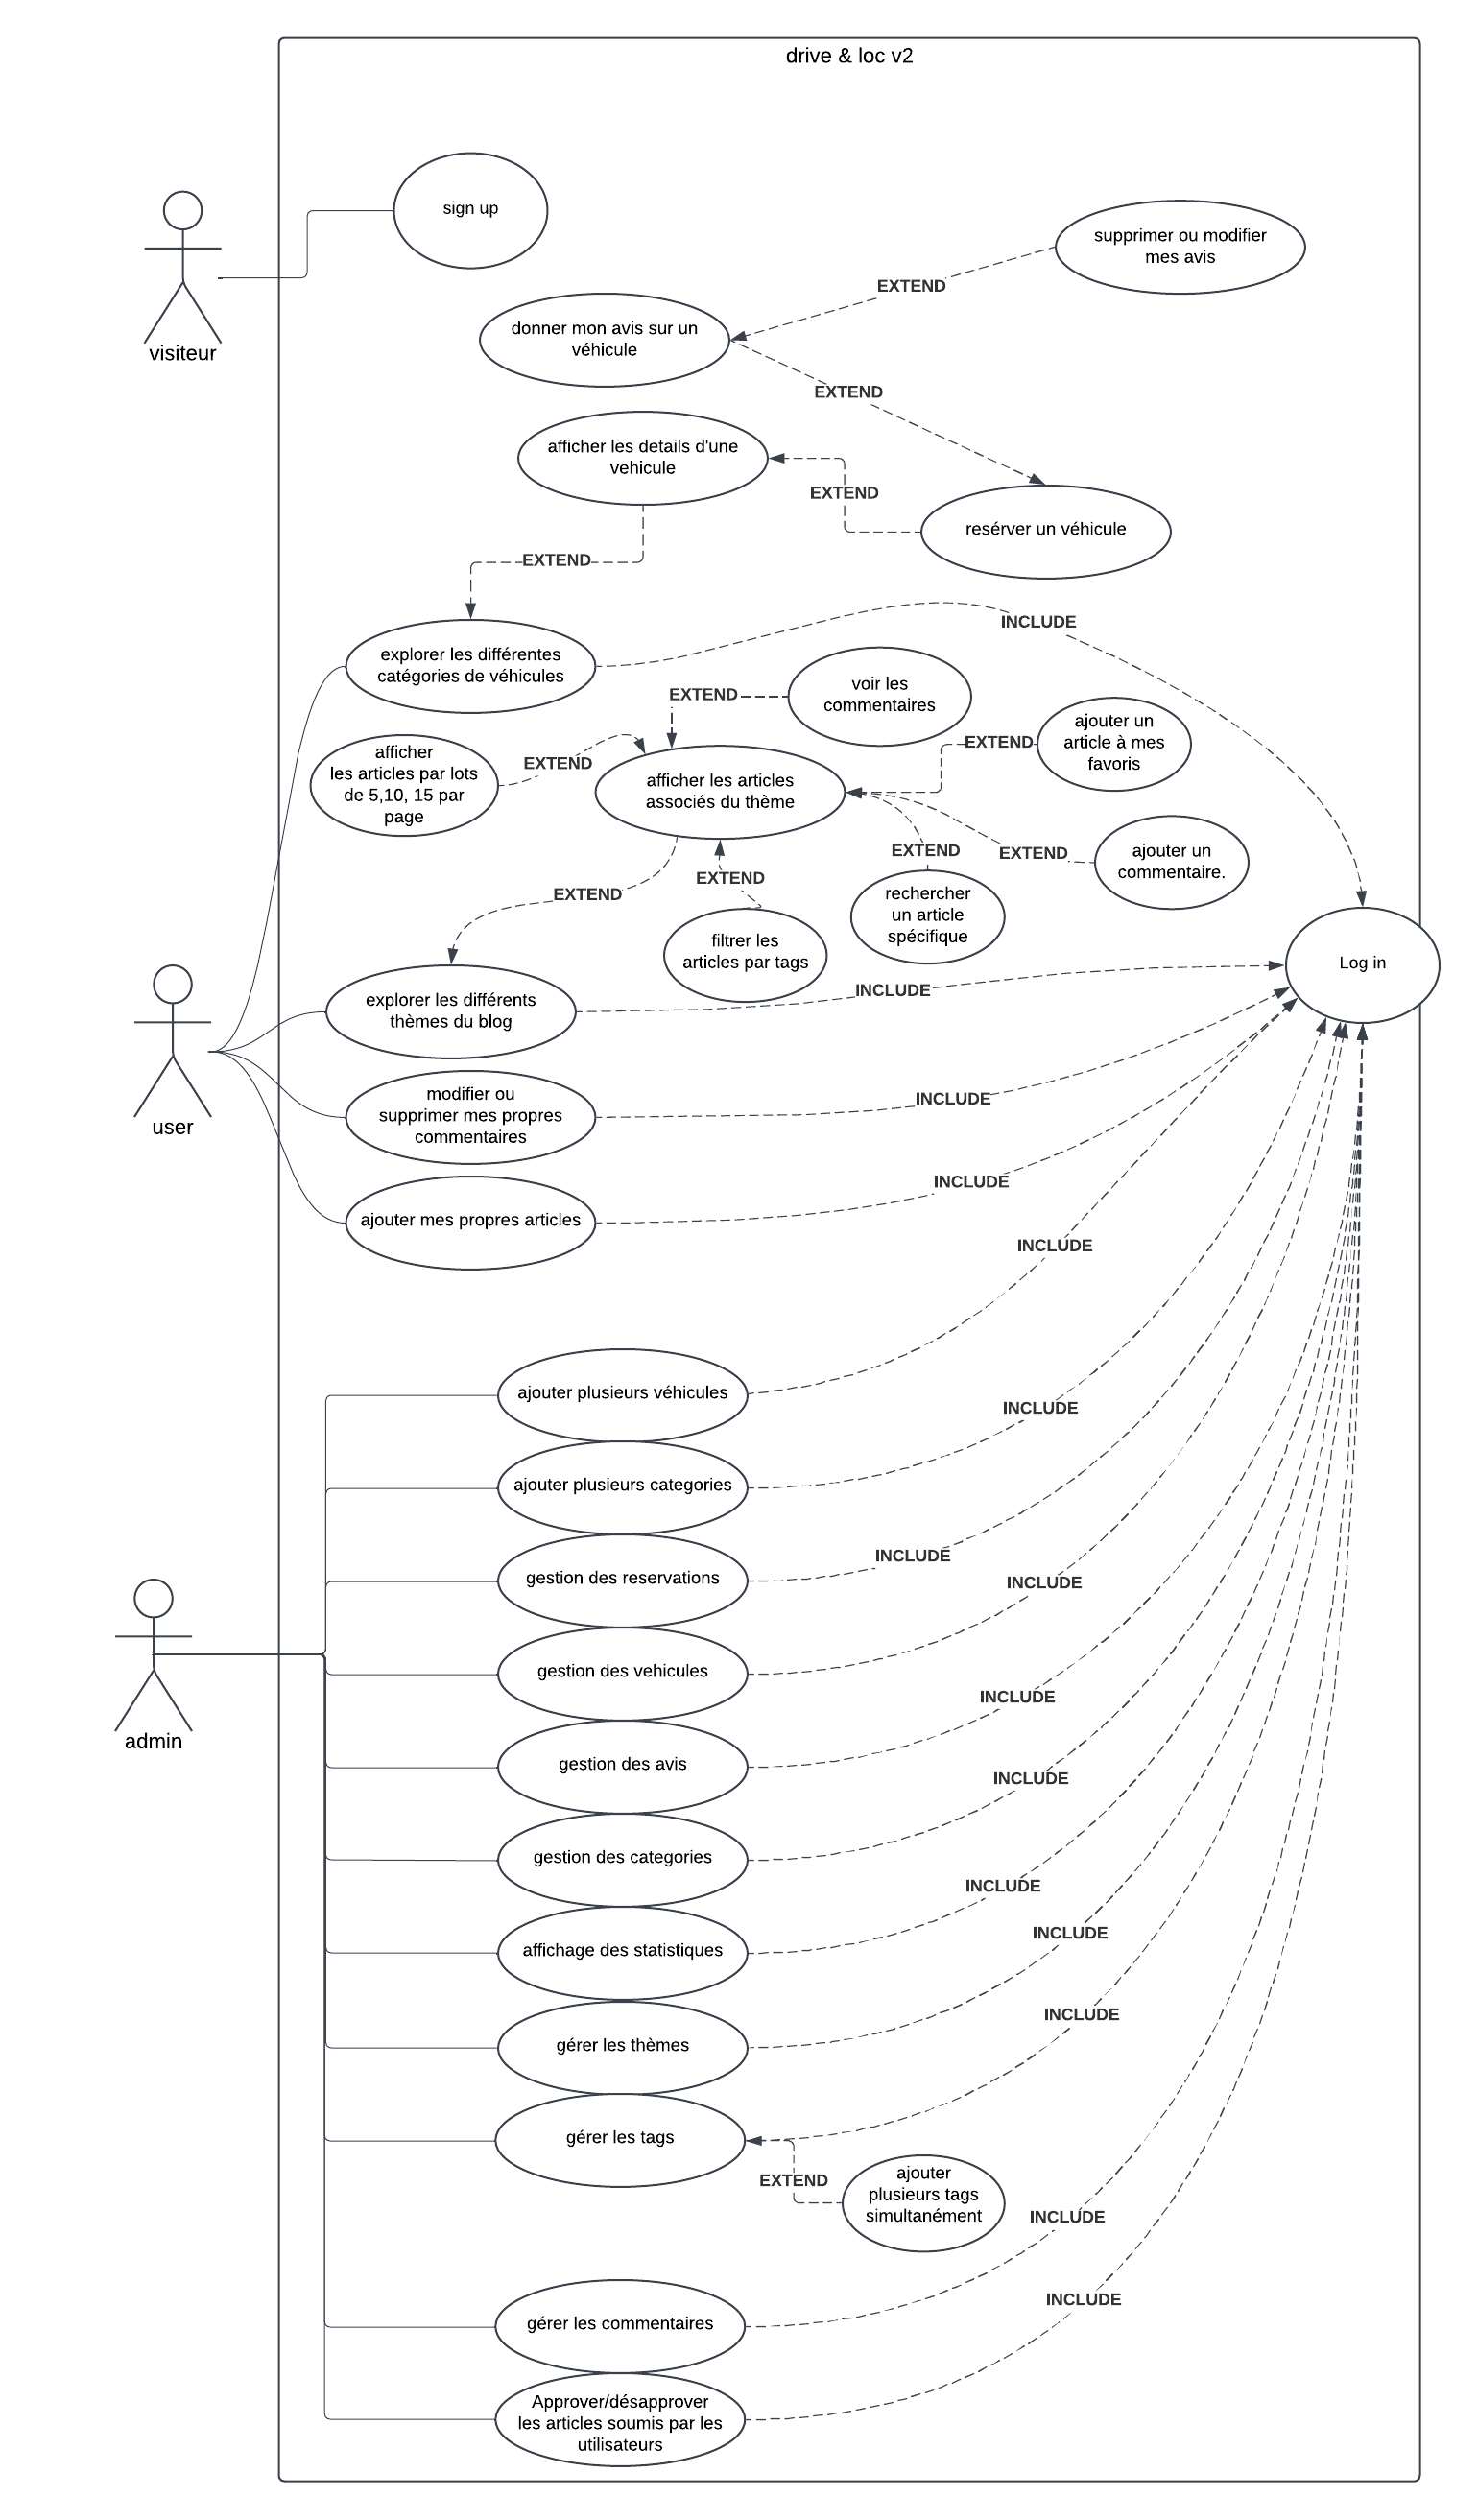 drive & loc v2
sign up
visiteur
supprimer ou modifier
mes avis
EXTEND
donner mon avis sur un
véhicule
EXTEND
afficher les details d'une
vehicule
EXTEND
resérver un véhicule
EXTEND
INCLUDE
explorer les différentes
catégories de véhicules
voir les
commentaires
EXTEND
ajouter un
article à mes
favoris
EXTEND
afficher
les articles par lots
de 5,10, 15 par
page
EXTEND
afficher les articles
associés du thème
EXTEND
EXTEND
ajouter un
commentaire.
EXTEND
EXTEND
rechercher
un article
spécifique
filtrer les
articles par tags
Log in
INCLUDE
explorer les différents
thèmes du blog
user
modifier ou
supprimer mes propres
commentaires
INCLUDE
INCLUDE
ajouter mes propres articles
INCLUDE
ajouter plusieurs véhicules
INCLUDE
ajouter plusieurs categories
INCLUDE
gestion des reservations
INCLUDE
gestion des vehicules
admin
INCLUDE
gestion des avis
INCLUDE
gestion des categories
INCLUDE
affichage des statistiques
INCLUDE
gérer les thèmes
INCLUDE
gérer les tags
EXTEND
ajouter
plusieurs tags
simultanément
INCLUDE
gérer les commentaires
INCLUDE
Approver/désapprover
les articles soumis par les
utilisateurs